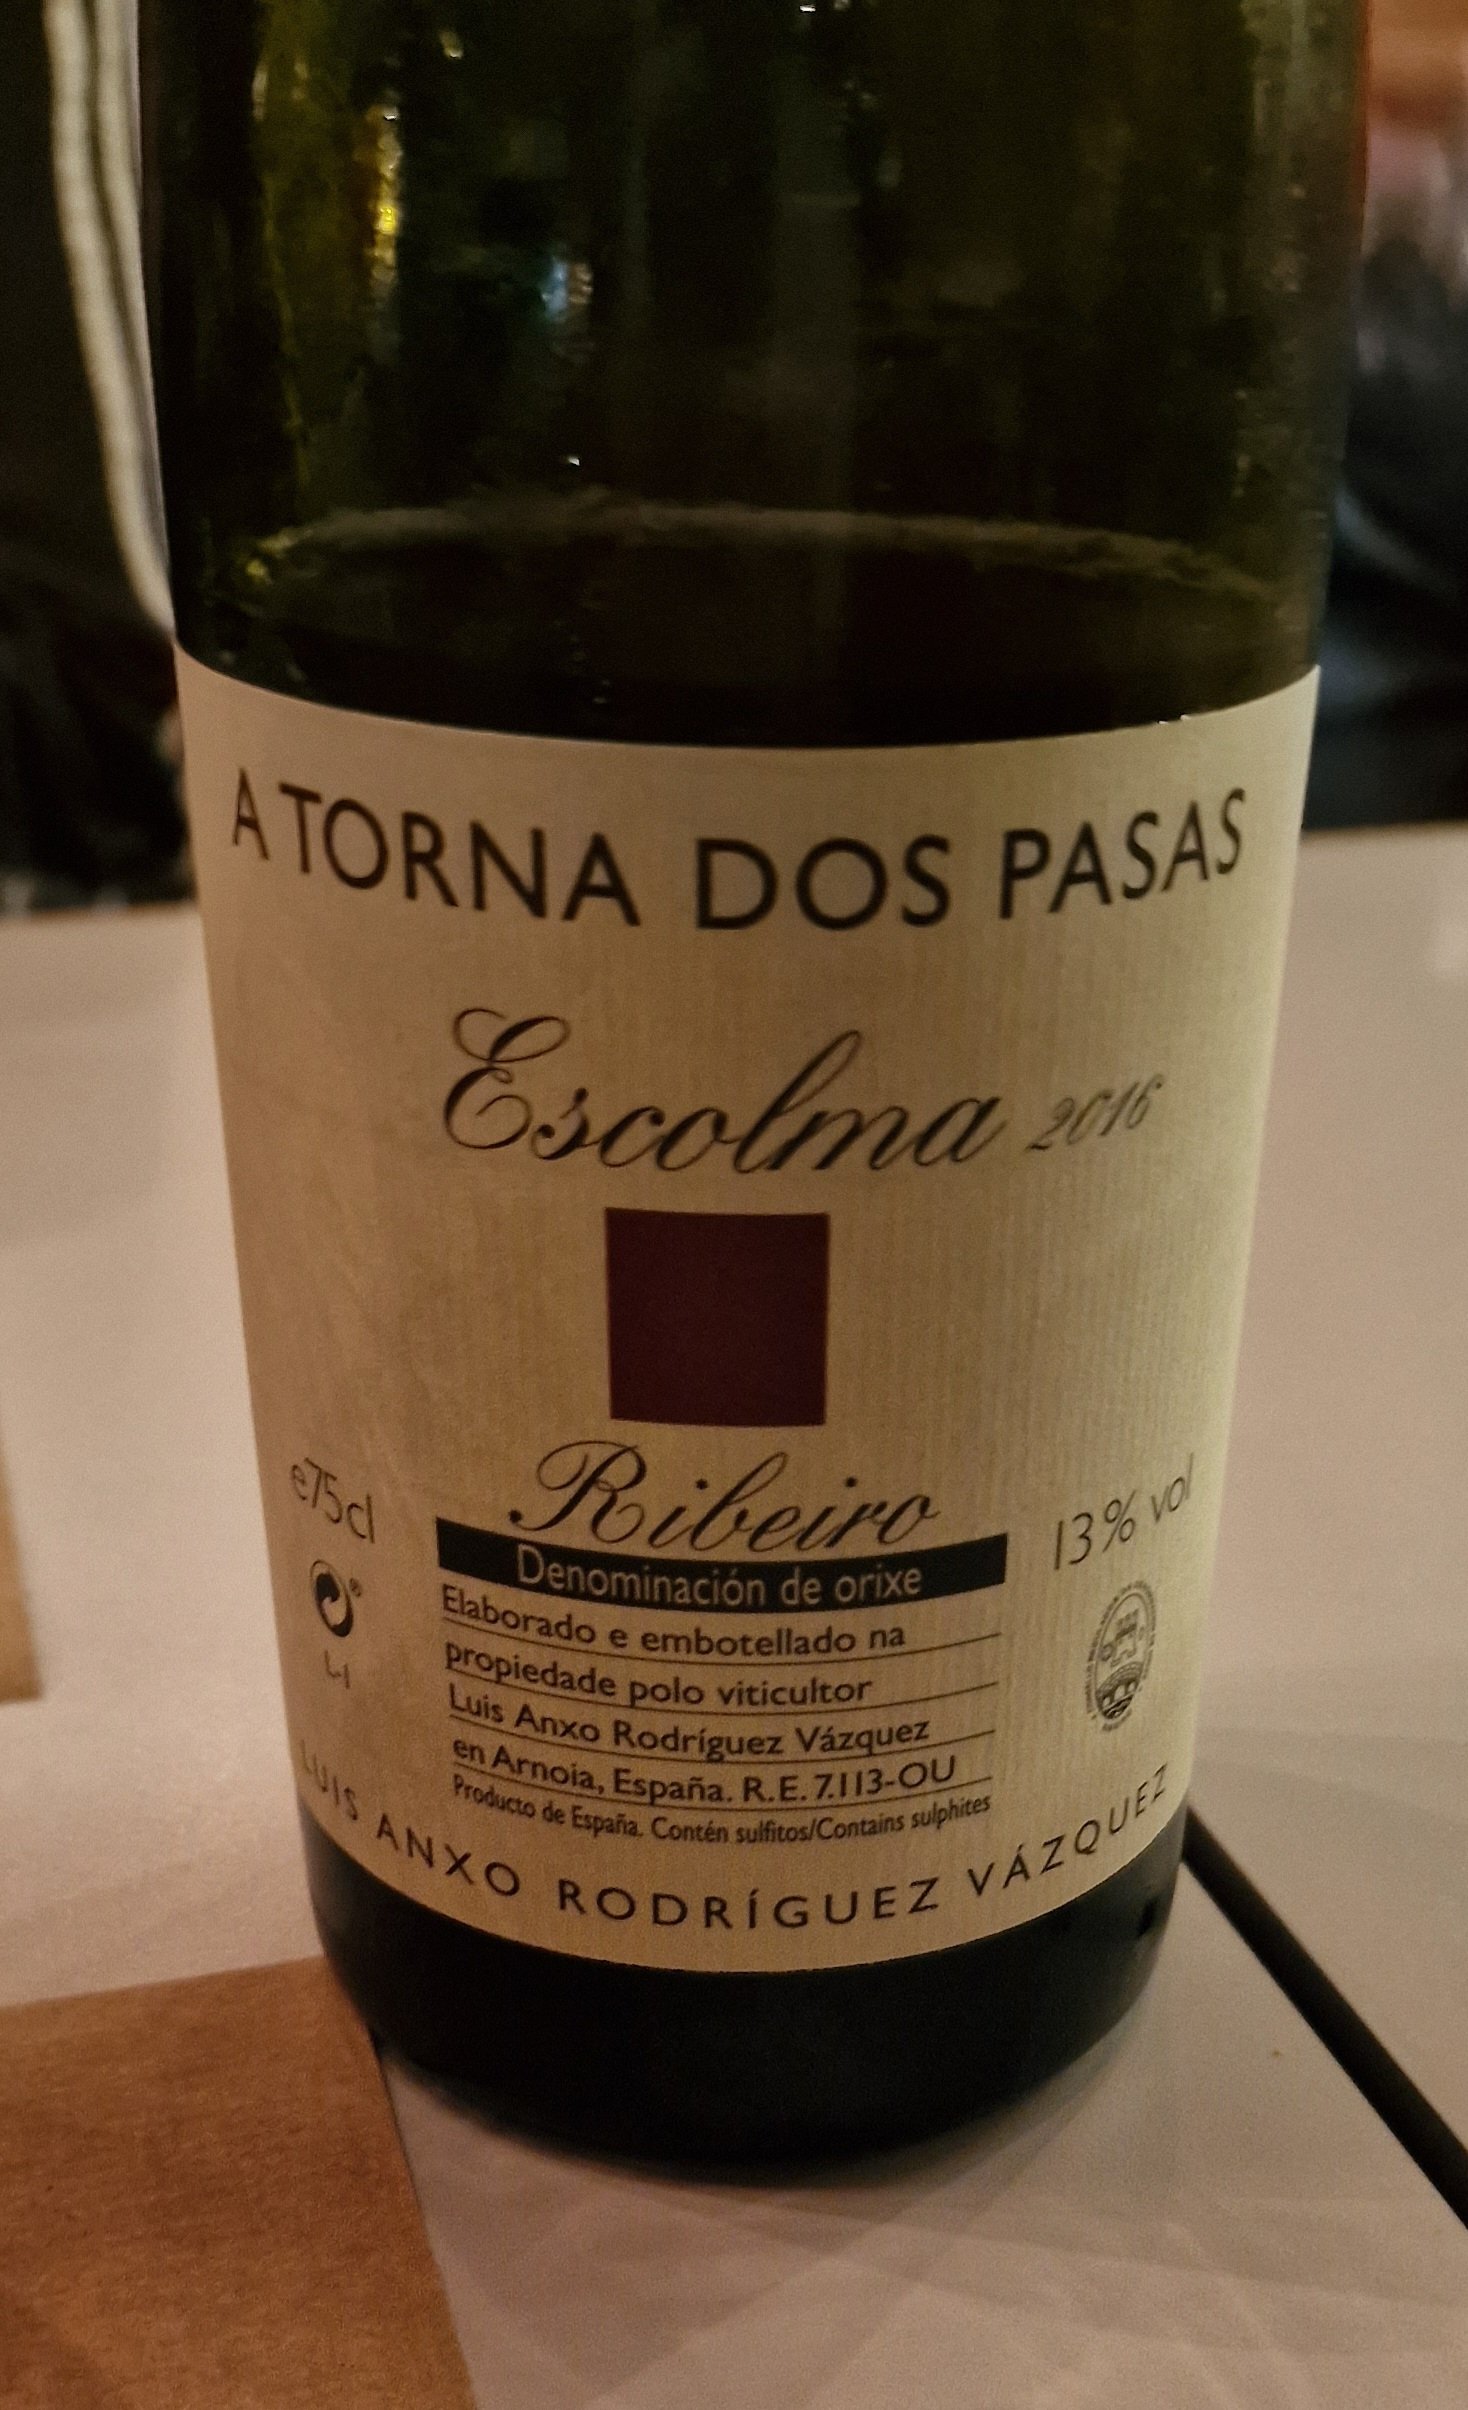 A TORNA DOS PASAS
Escolma 2016
Ribeiro
Denominación de orixe
e75cl
13% vol
L-1
Elaborado e embotellado na
propiedade polo viticultor
Luis Anxo Rodríguez Vázquez
en Arnoia, España. R.E. 7.113-OU
Producto de España. Contén sulfitos/Contains sulphites
LUIS ANXO RODRÍGUEZ VÁZQUEZ